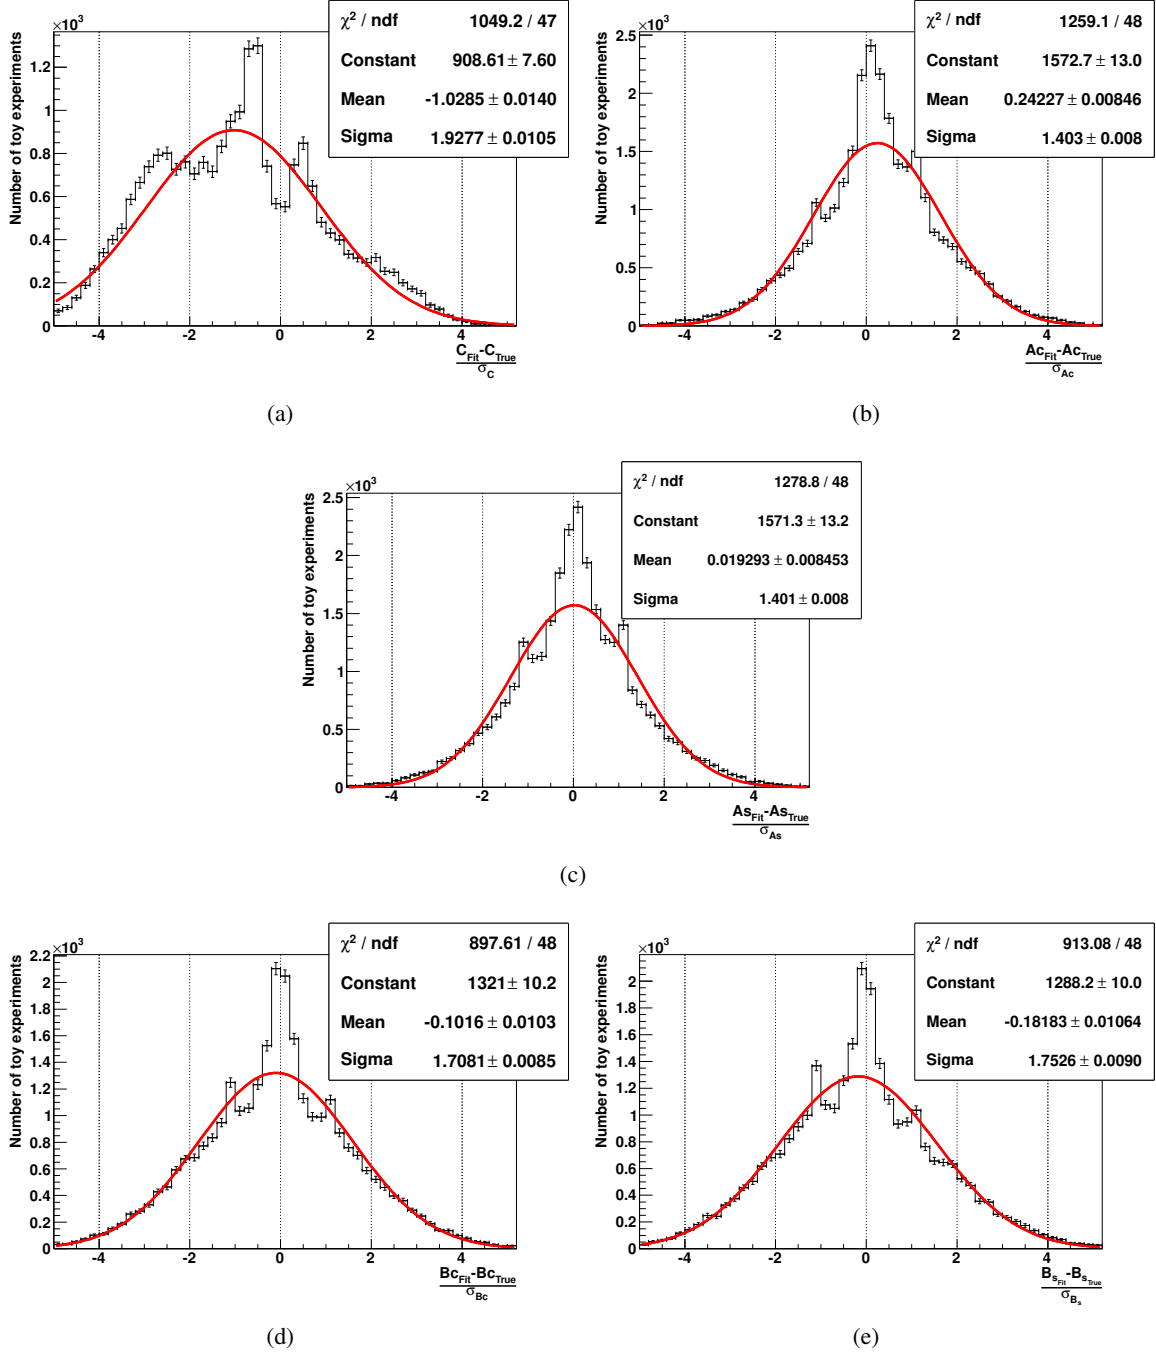 ×10³
Number of toy experiments
1.2
1
0.8
0.6
0.4
0.2
0
-4 -2 0 2 4
C_Fit-C_True
σ_C
χ² / ndf 1049.2 / 47
Constant 908.61 ± 7.60
Mean -1.0285 ± 0.0140
Sigma 1.9277 ± 0.0105
(a)
×10³
Number of toy experiments
2.5
2
1.5
1
0.5
0
-4 -2 0 2 4
Ac_Fit-Ac_True
σ_Ac
χ² / ndf 1259.1 / 48
Constant 1572.7 ± 13.0
Mean 0.24227 ± 0.00846
Sigma 1.403 ± 0.008
(b)
×10³
Number of toy experiments
2.5
2
1.5
1
0.5
0
-4 -2 0 2 4
As_Fit-As_True
σ_As
χ² / ndf 1278.8 / 48
Constant 1571.3 ± 13.2
Mean 0.019293 ± 0.008453
Sigma 1.401 ± 0.008
(c)
×10³
Number of toy experiments
2.2
2
1.8
1.6
1.4
1.2
1
0.8
0.6
0.4
0.2
0
-4 -2 0 2 4
Bc_Fit-Bc_True
σ_Bc
χ² / ndf 897.61 / 48
Constant 1321 ± 10.2
Mean -0.1016 ± 0.0103
Sigma 1.7081 ± 0.0085
(d)
×10³
Number of toy experiments
2
1.8
1.6
1.4
1.2
1
0.8
0.6
0.4
0.2
0
-4 -2 0 2 4
B_s_Fit-B_s_True
σ_B_s
χ² / ndf 913.08 / 48
Constant 1288.2 ± 10.0
Mean -0.18183 ± 0.01064
Sigma 1.7526 ± 0.0090
(e)